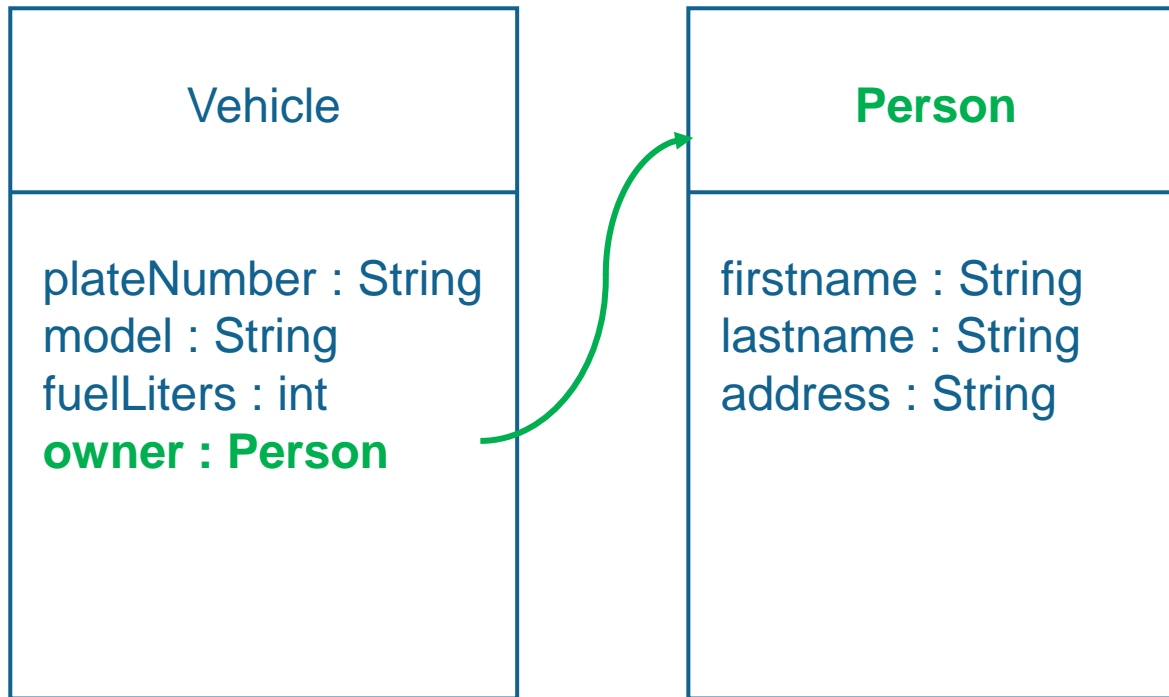 Vehicle
plateNumber : String
model : String
fuelLiters : int
owner : Person
Person
firstname : String
lastname : String
address : String